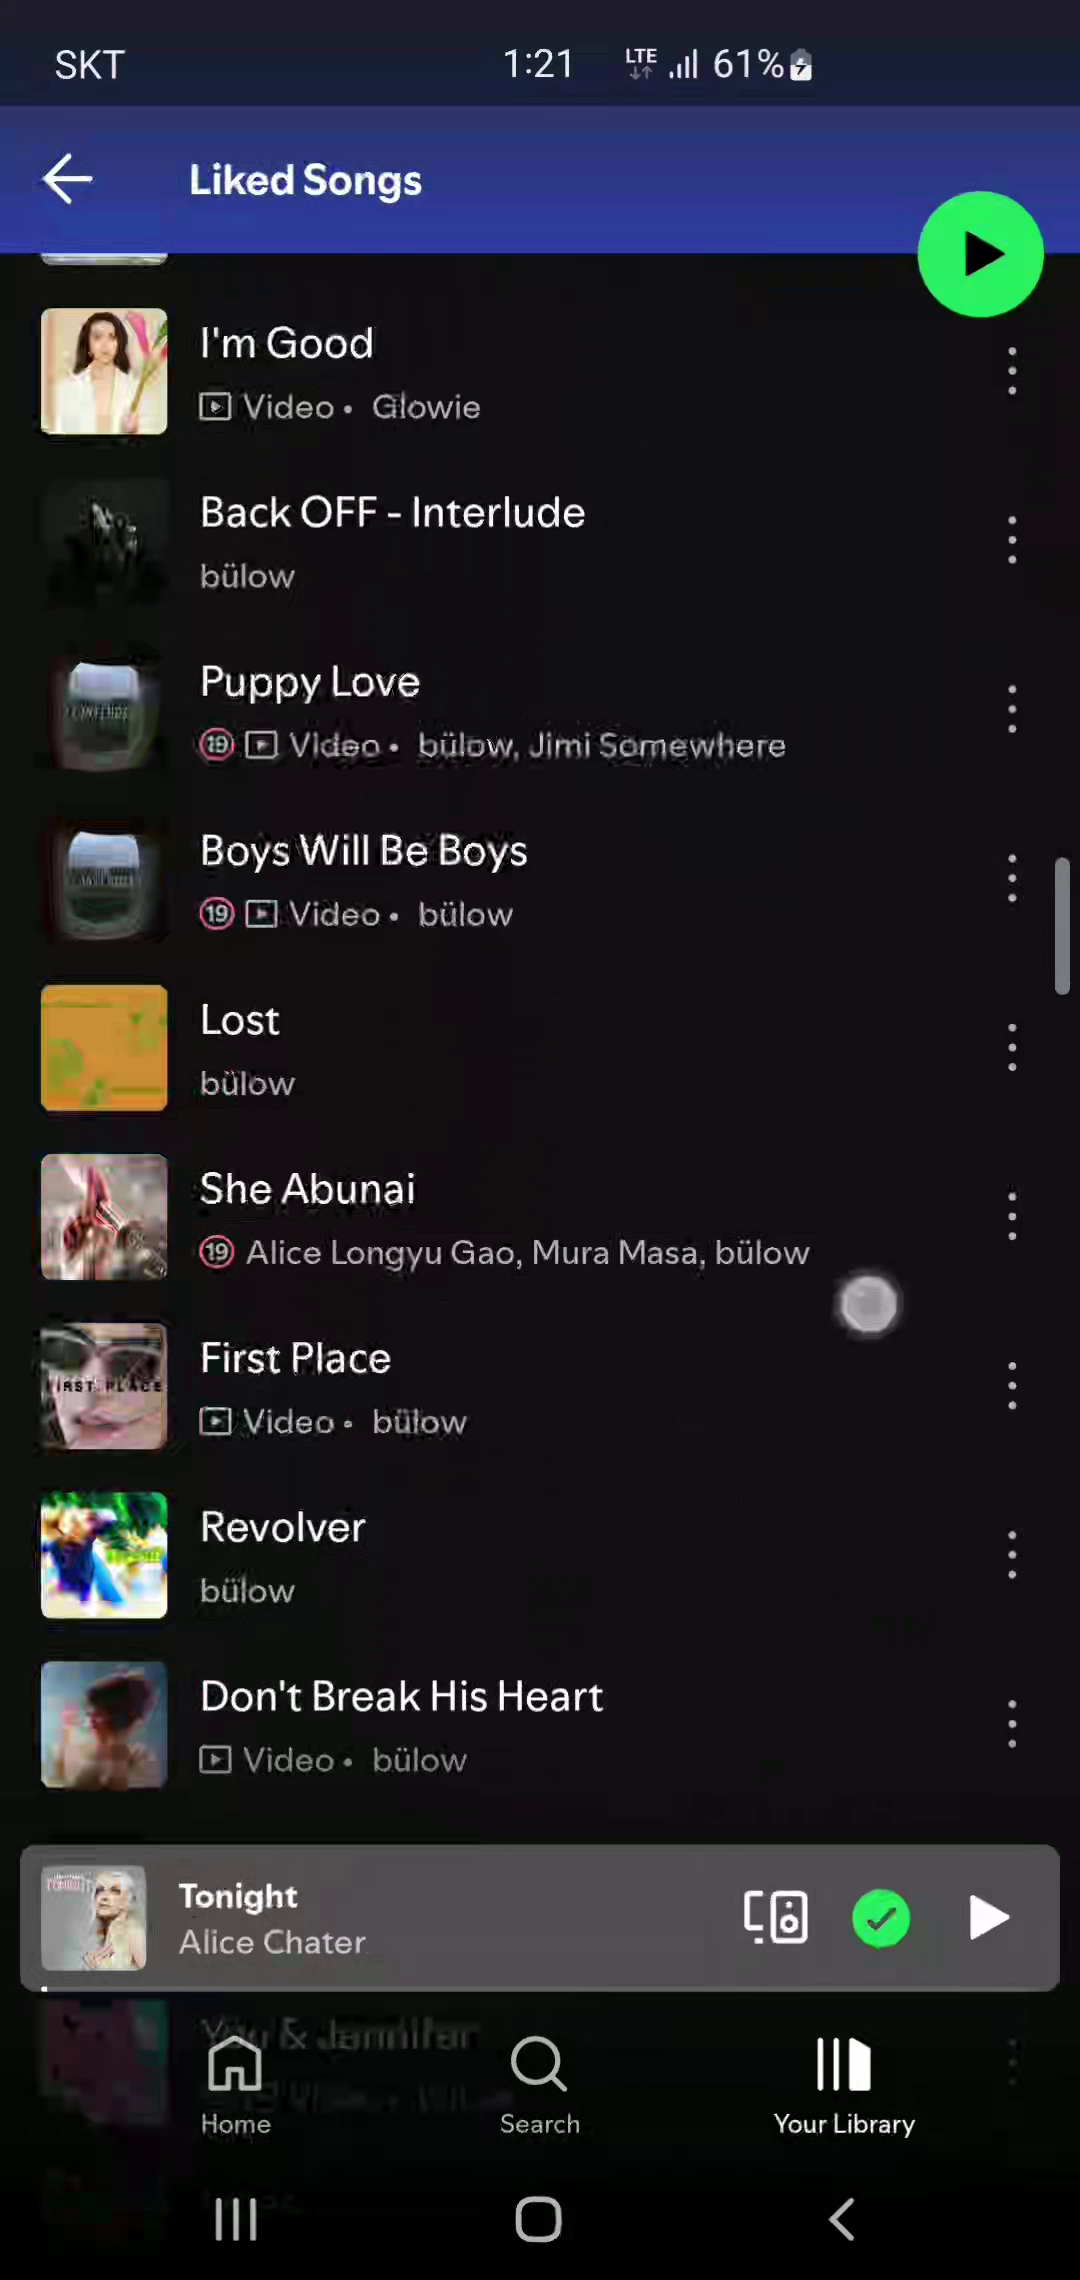 SKT 1:21 LTE 61%
Liked Songs
I'm Good
Video • Glowie
Back OFF - Interlude
bülow
Puppy Love
19 Video • bülow, Jimi Somewhere
Boys Will Be Boys
19 Video • bülow
Lost
bülow
She Abunai
19 Alice Longyu Gao, Mura Masa, bülow
FIRST PLACE
First Place
Video • bülow
Revolver
bülow
Don't Break His Heart
Video • bülow
Tonight
Alice Chater
You & Jennifer
Home Search Your Library